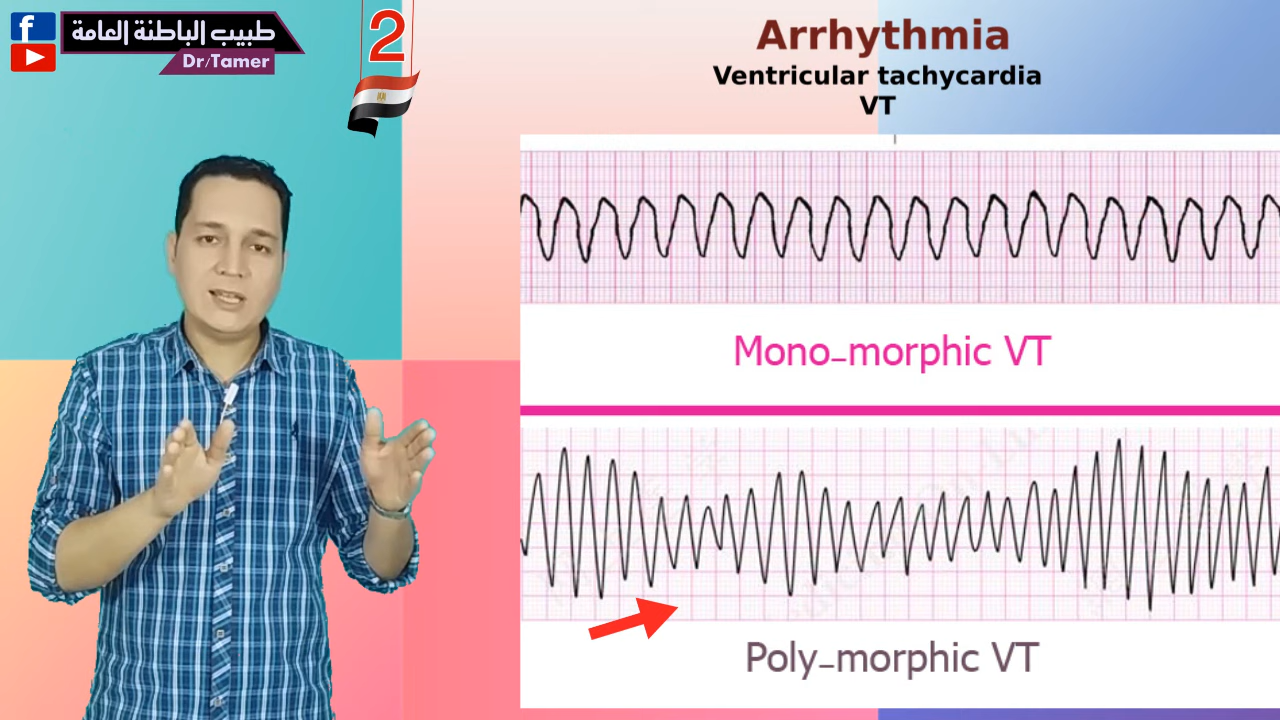 f
طبيب الباطنة العامة
Dr/Tamer
2
Arrhythmia
Ventricular tachycardia
VT
Mono-morphic VT
Poly-morphic VT